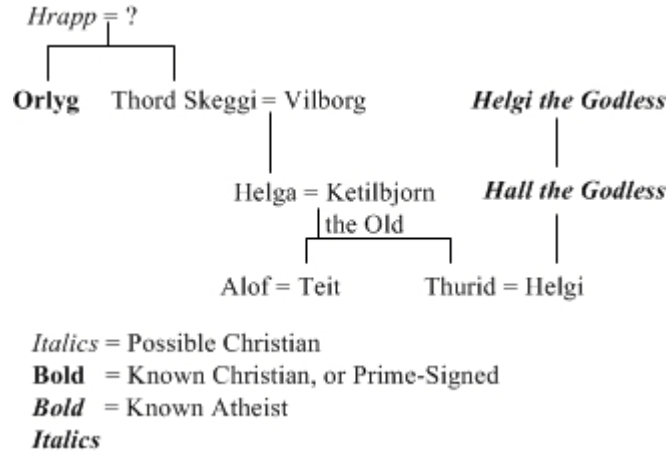 Hrapp = ?
Orlyg Thord Skeggi = Vilborg Helgi the Godless
Helga = Ketilbjorn Hall the Godless
the Old
Alof = Teit Thurid = Helgi
Italics = Possible Christian
Bold = Known Christian, or Prime-Signed
Bold = Known Atheist
Italics